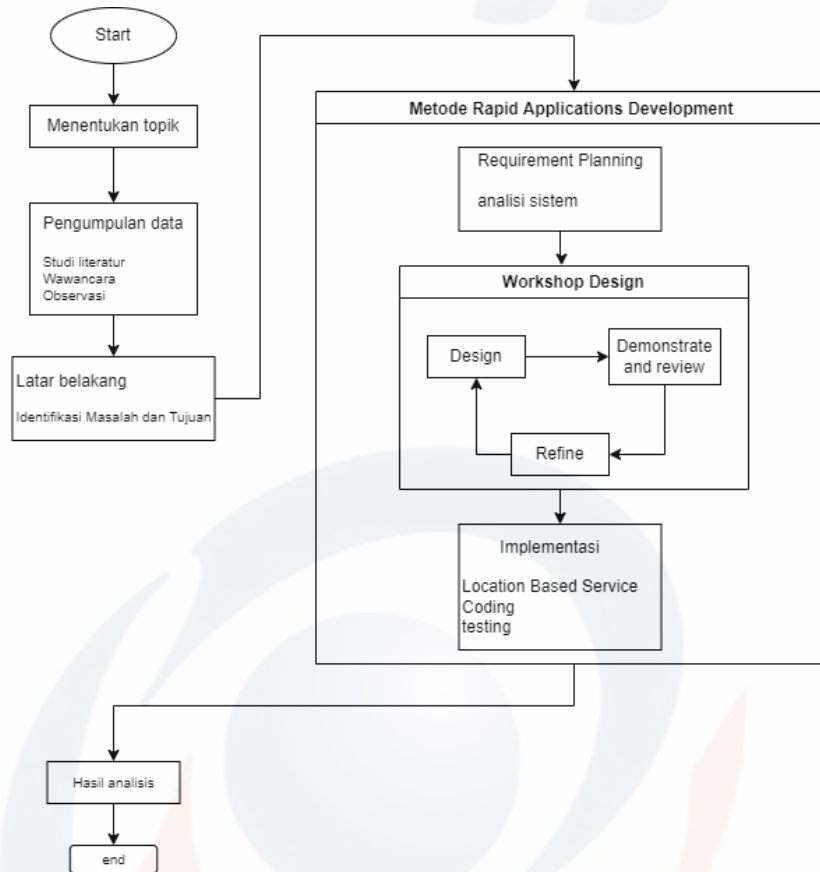 Start
Menentukan topik
Pengumpulan data
Studi literatur
Wawancara
Observasi
Latar belakang
Identifikasi Masalah dan Tujuan
Metode Rapid Applications Development
Requirement Planning
analisi sistem
Workshop Design
Design
Demonstrate
and review
Refine
Implementasi
Location Based Service
Coding
testing
Hasil analisis
end